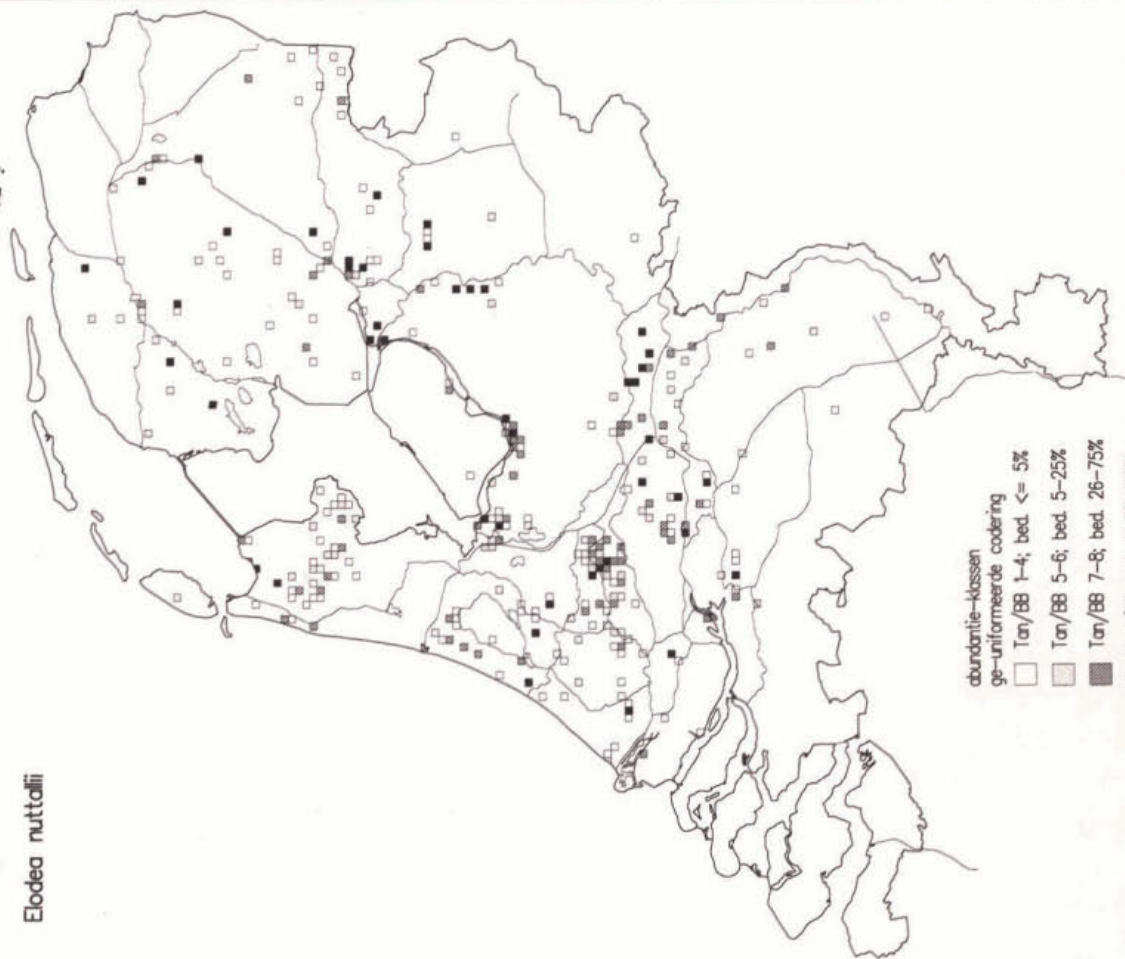 Elodea nuttallii
abundantie-klassen
ge-uniformeerde codering
Tan/BB 1-4; bed. <= 5%
Tan/BB 5-6; bed. 5-25%
Tan/BB 7-8; bed. 26-75%